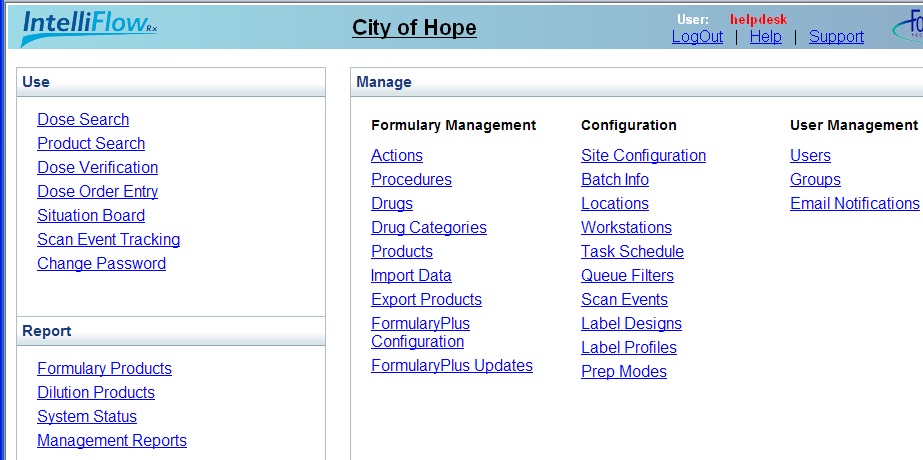 IntelliFlowRx
City of Hope
User: helpdesk
LogOut | Help | Support
Use
Dose Search
Product Search
Dose Verification
Dose Order Entry
Situation Board
Scan Event Tracking
Change Password
Report
Formulary Products
Dilution Products
System Status
Management Reports
Manage
Formulary Management
Actions
Procedures
Drugs
Drug Categories
Products
Import Data
Export Products
FormularyPlus
Configuration
FormularyPlus Updates
Configuration
Site Configuration
Batch Info
Locations
Workstations
Task Schedule
Queue Filters
Scan Events
Label Designs
Label Profiles
Prep Modes
User Management
Users
Groups
Email Notifications